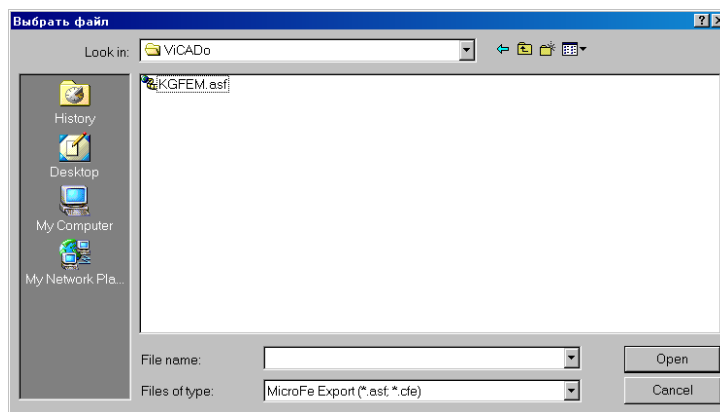 Выбрать файл
Look in: ViCADo
KGFEM.asf
History
Desktop
My Computer
My Network Pla...
File name:
Open
Files of type: MicroFe Export (*.asf; *.cfe)
Cancel